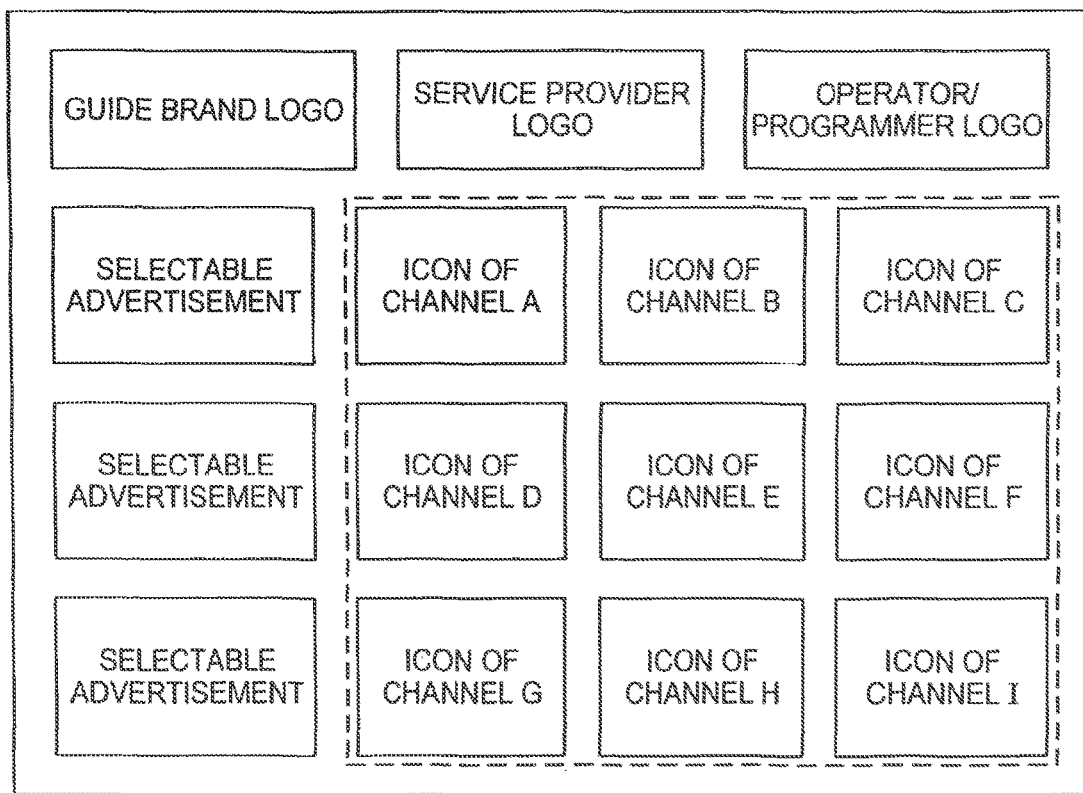 GUIDE BRAND LOGO
SERVICE PROVIDER
LOGO
OPERATOR/
PROGRAMMER LOGO
SELECTABLE
ADVERTISEMENT
ICON OF
CHANNEL A
ICON OF
CHANNEL B
ICON OF
CHANNEL C
SELECTABLE
ADVERTISEMENT
ICON OF
CHANNEL D
ICON OF
CHANNEL E
ICON OF
CHANNEL F
SELECTABLE
ADVERTISEMENT
ICON OF
CHANNEL G
ICON OF
CHANNEL H
ICON OF
CHANNEL I